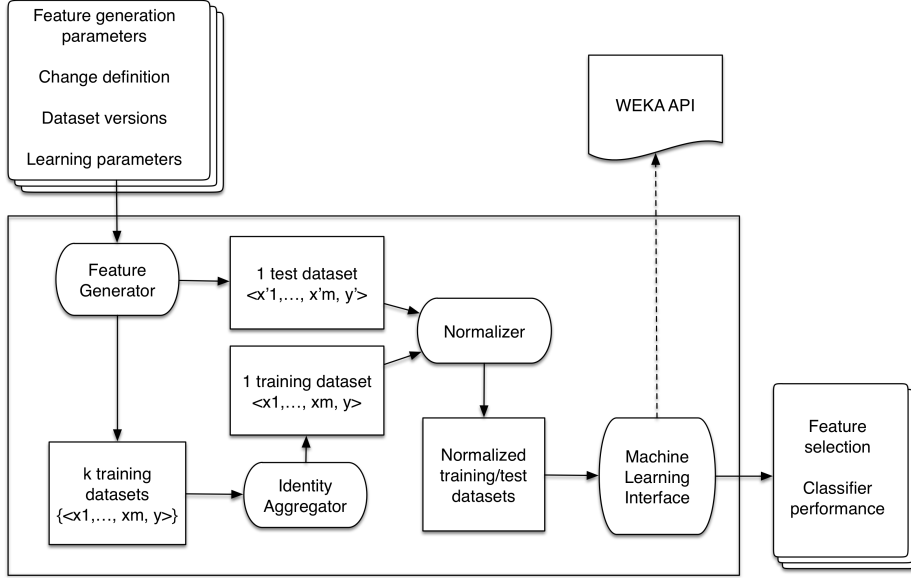 Feature generation
parameters
Change definition
Dataset versions
Learning parameters
WEKA API
Feature
Generator
1 test dataset
<x'1,..., x'm, y'>
Normalizer
1 training dataset
<x1,..., xm, y>
k training
datasets
{<x1,..., xm, y>}
Identity
Aggregator
Normalized
training/test
datasets
Machine
Learning
Interface
Feature
selection
Classifier
performance